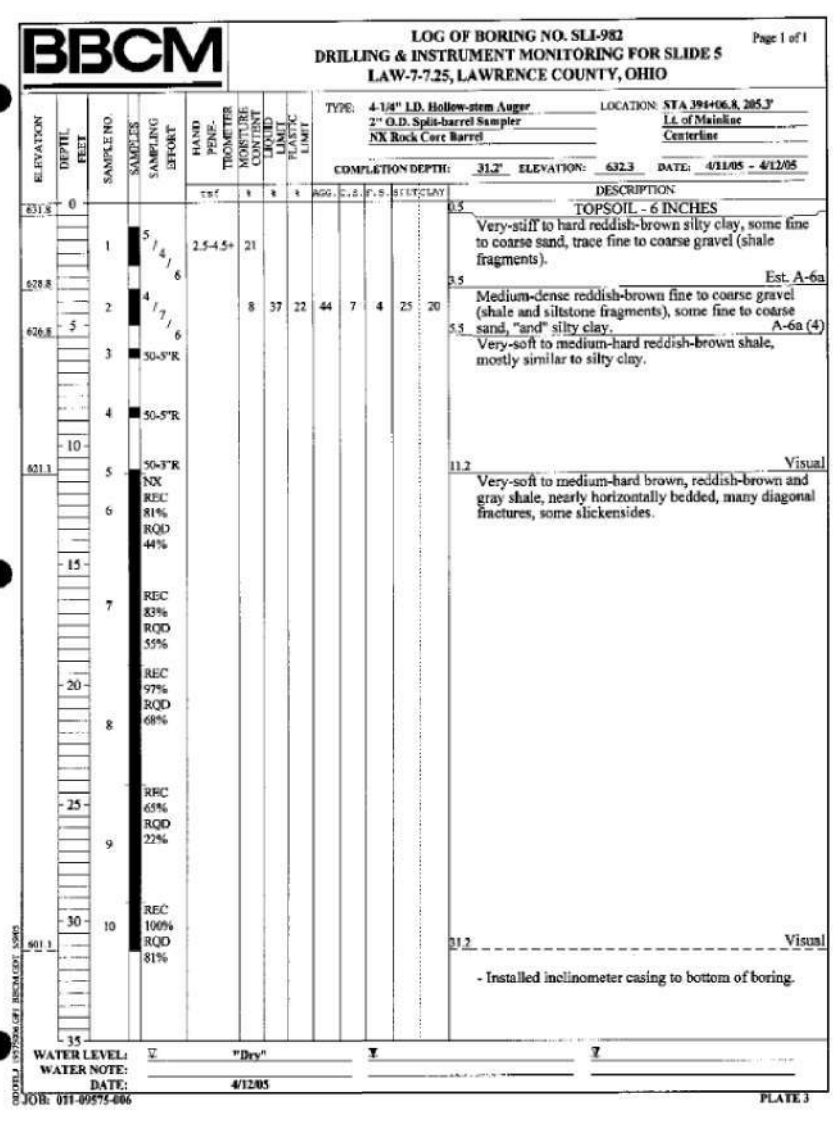 BBCM
LOG OF BORING NO. SLI-982
Page 1 of 1
DRILLING & INSTRUMENT MONITORING FOR SLIDE 5
LAW-7-7.25, LAWRENCE COUNTY, OHIO
ELEVATION
DEPTH, FEET
SAMPLE NO.
SAMPLES
SAMPLING EFFORT
HAND PENE-TROMETER
MOISTURE CONTENT
LIQUID LIMIT
PLASTIC LIMIT
TYPE: 4-1/4" I.D. Hollow-stem Auger
2" O.D. Split-barrel Sampler
NX Rock Core Barrel
LOCATION: STA 394+06.8, 205.3'
Lt. of Mainline
Centerline
COMPLETION DEPTH: 31.2' ELEVATION: 632.3 DATE: 4/11/05 - 4/12/05
tsf % % % AGG. C.S. F.S. SILT CLAY
DESCRIPTION
631.8 0 0.5 TOPSOIL - 6 INCHES
Very-stiff to hard reddish-brown silty clay, some fine
1 5/4/6 2.5-4.5+ 21 to coarse sand, trace fine to coarse gravel (shale
fragments).
628.8 3.5 Est. A-6a
Medium-dense reddish-brown fine to coarse gravel
2 4/7/6 8 37 22 44 7 4 25 20 (shale and siltstone fragments), some fine to coarse
626.8 5 5.5 sand, "and" silty clay. A-6a (4)
Very-soft to medium-hard reddish-brown shale,
3 50-5"R mostly similar to silty clay.
4 50-5"R
10
5 50-3"R
621.1 11.2 Visual
NX Very-soft to medium-hard brown, reddish-brown and
REC gray shale, nearly horizontally bedded, many diagonal
6 81% fractures, some slickensides.
RQD
44%
15
REC
7 83%
RQD
55%
REC
20 97%
RQD
8 68%
REC
25 65%
RQD
9 22%
REC
30 10 100%
RQD
601.1 31.2 Visual
81%
- Installed inclinometer casing to bottom of boring.
35
WATER LEVEL: "Dry"
WATER NOTE:
DATE: 4/12/05
JOB: 011-09575-006
PLATE 3